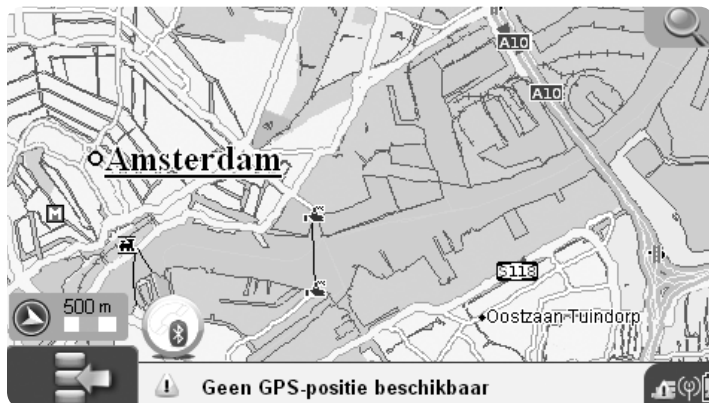 A10
A10
Amsterdam
M
S118
500 m
Oostzaan Tuindorp
Geen GPS-positie beschikbaar